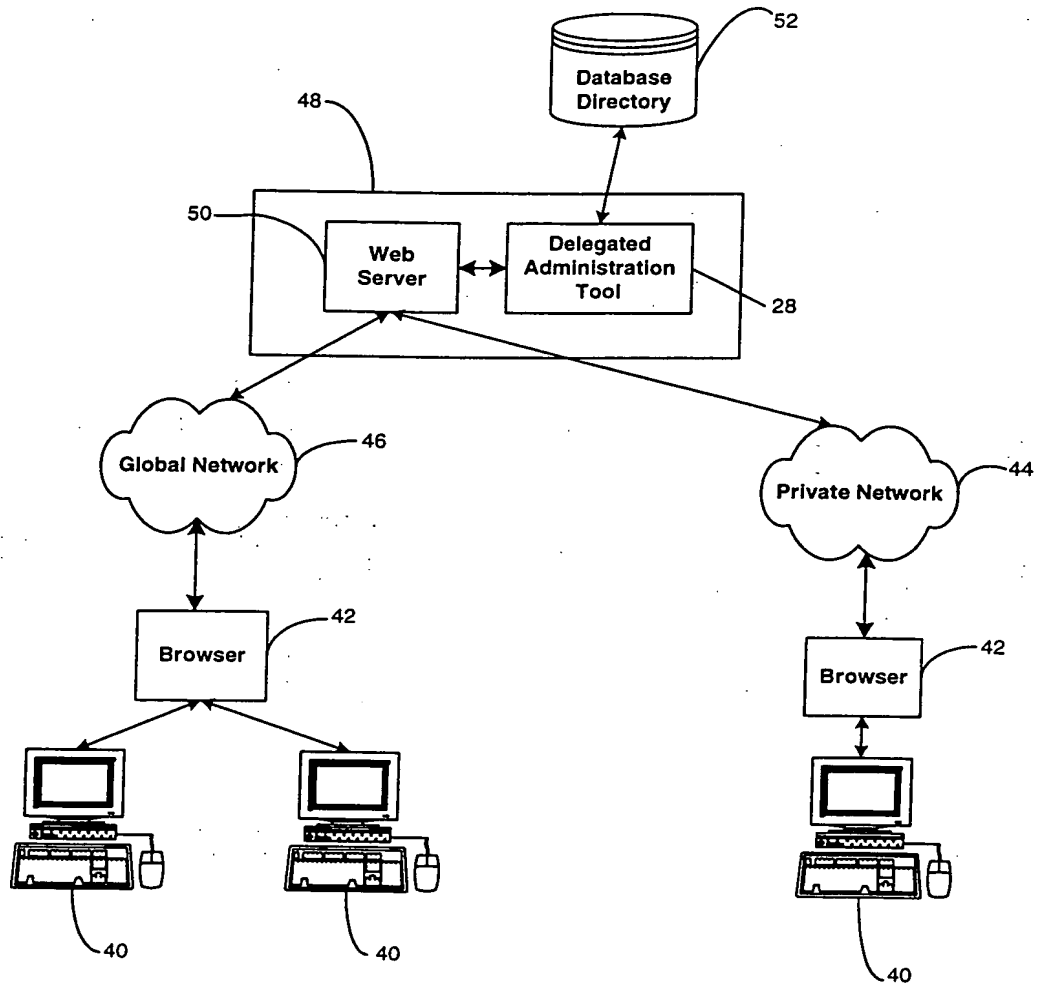 52
Database
Directory
48
50
Web
Server
Delegated
Administration
Tool
28
Global Network
46
Private Network
44
Browser
42
Browser
42
40
40
40